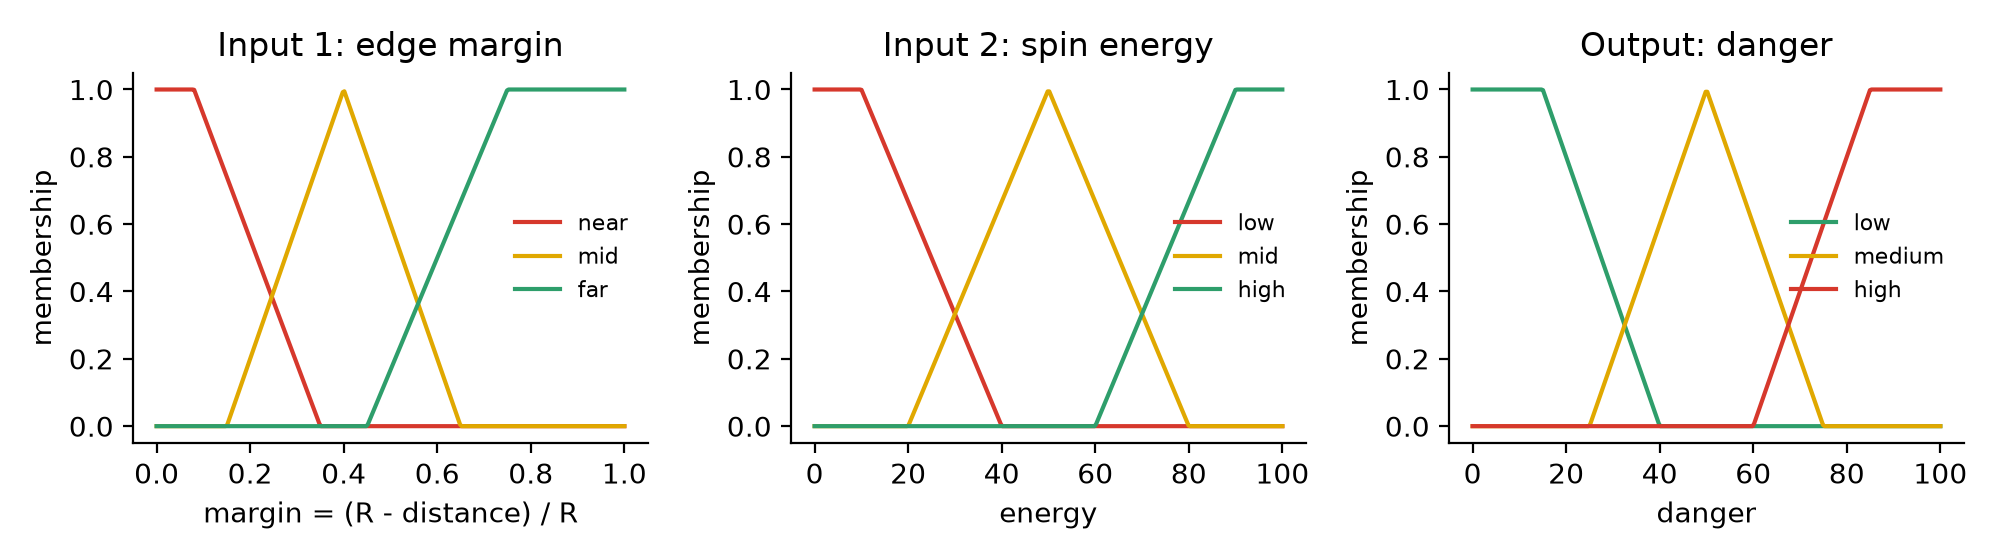 Input 1: edge margin
membership
1.0
0.8
0.6
0.4
0.2
0.0
near
mid
far
0.0 0.2 0.4 0.6 0.8 1.0
margin = (R - distance) / R
Input 2: spin energy
membership
1.0
0.8
0.6
0.4
0.2
0.0
low
mid
high
0 20 40 60 80 100
energy
Output: danger
membership
1.0
0.8
0.6
0.4
0.2
0.0
low
medium
high
0 20 40 60 80 100
danger